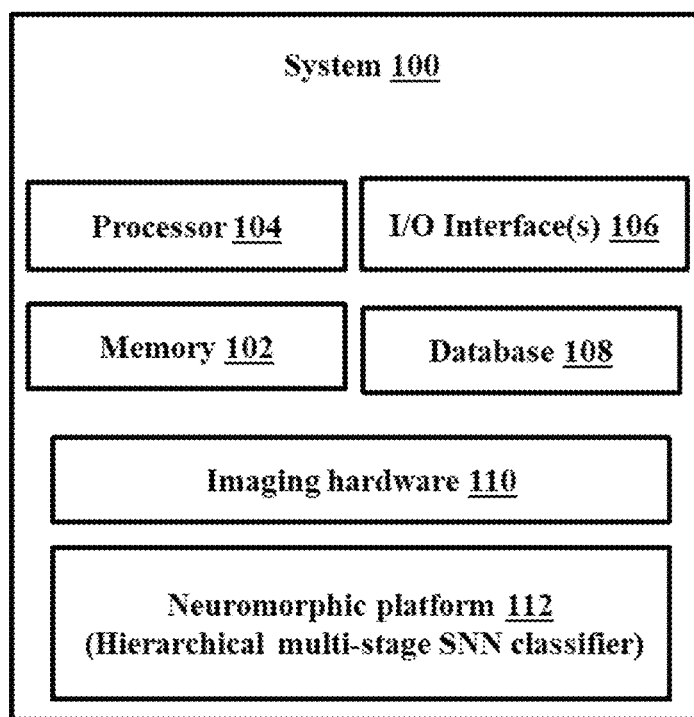 System 100
Processor 104
I/O Interface(s) 106
Memory 102
Database 108
Imaging hardware 110
Neuromorphic platform 112
(Hierarchical multi-stage SNN classifier)